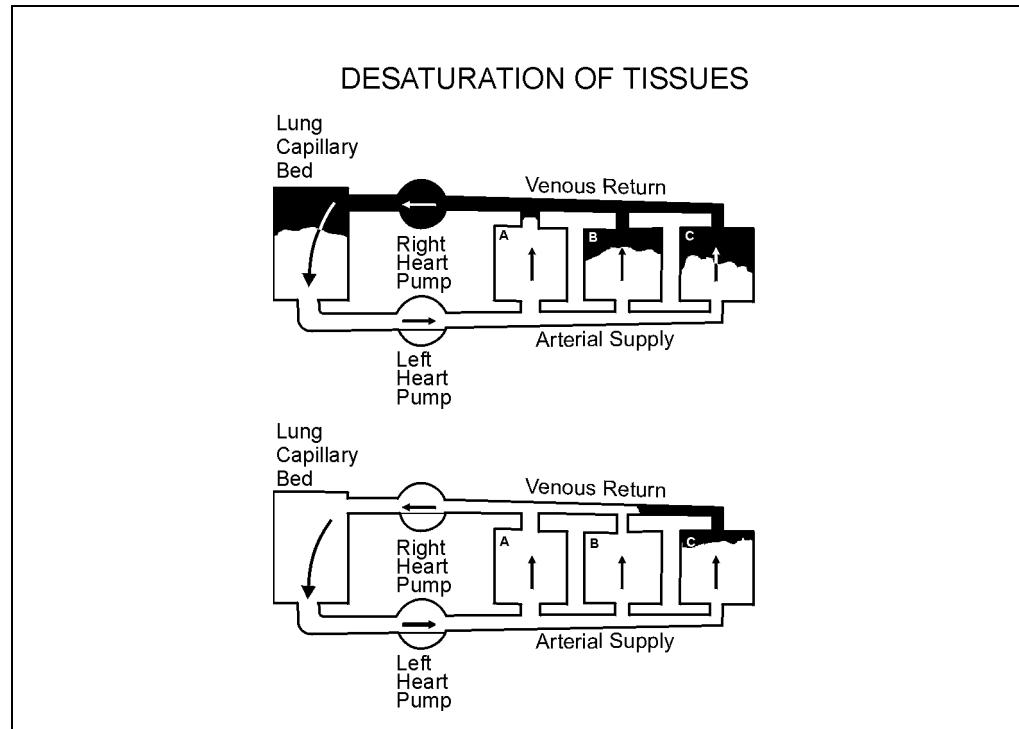 DESATURATION OF TISSUES
Lung
Capillary
Bed
Venous Return
A
B
C
Right
Heart
Pump
Arterial Supply
Left
Heart
Pump
Lung
Capillary
Bed
Venous Return
A
B
C
Right
Heart
Pump
Arterial Supply
Left
Heart
Pump